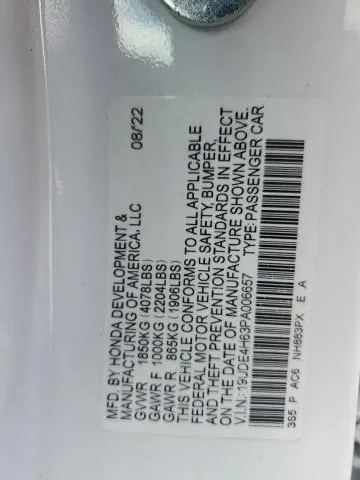 MFD. BY HONDA DEVELOPMENT &
MANUFACTURING OF AMERICA, LLC 08/22
GVWR 1850KG (4078LBS)
GAWR F 1000KG (2204LBS)
GAWR R 865KG (1906LBS)
THIS VEHICLE CONFORMS TO ALL APPLICABLE
FEDERAL MOTOR VEHICLE SAFETY, BUMPER,
AND THEFT PREVENTION STANDARDS IN EFFECT
ON THE DATE OF MANUFACTURE SHOWN ABOVE.
V.I.N.:19UDE4H63PA006657 TYPE:PASSENGER CAR
3S5 P AC6 NH883PX E A